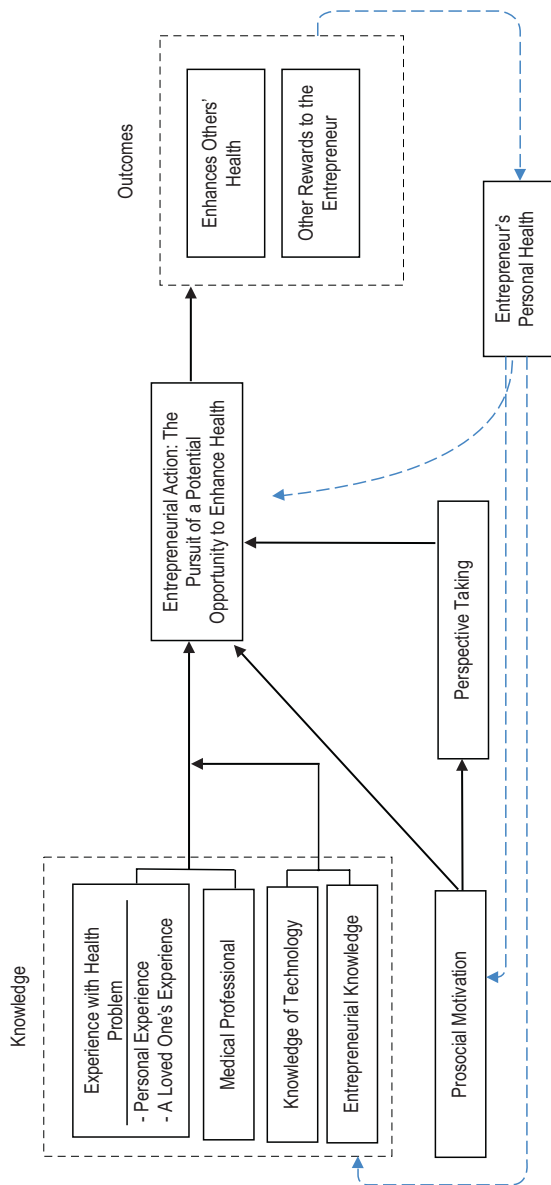 Knowledge
Experience with Health
Problem
- Personal Experience
- A Loved One's Experience
Medical Professional
Knowledge of Technology
Entrepreneurial Knowledge
Prosocial Motivation
Perspective Taking
Entrepreneurial Action: The
Pursuit of a Potential
Opportunity to Enhance Health
Outcomes
Enhances Others'
Health
Other Rewards to the
Entrepreneur
Entrepreneur's
Personal Health